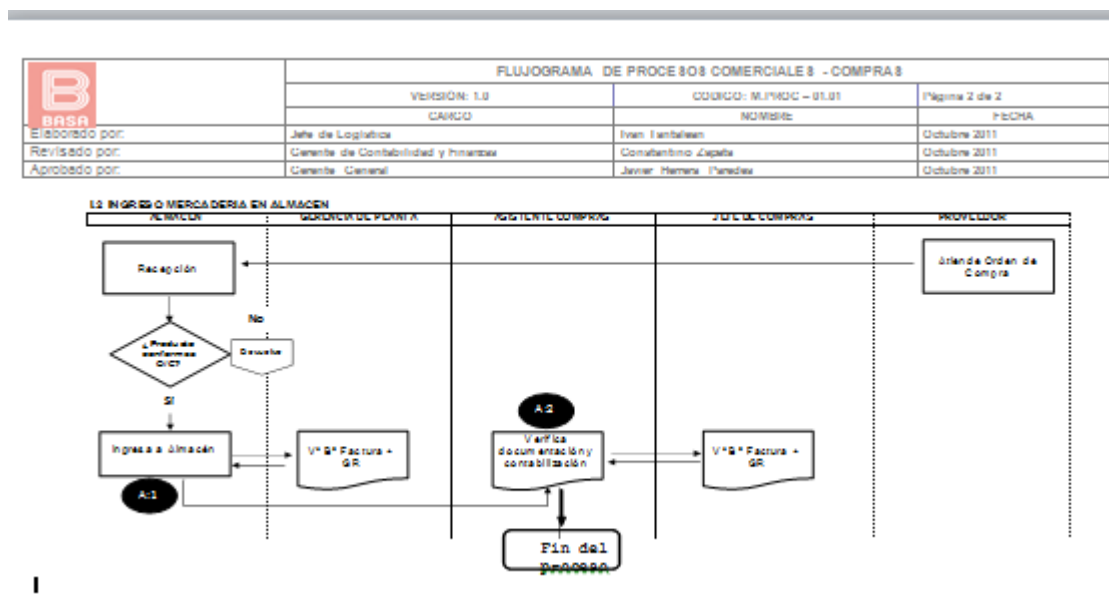 FLUJOGRAMA DE PROCESOS COMERCIALES - COMPRAS
BASA
VERSIÓN: 1.0 CODIGO: M.PROC – 01.01 Página 2 de 2
CARGO NOMBRE FECHA
Elaborado por: Jefe de Logística Octubre 2011
Revisado por: Gerente de Contabilidad y Finanzas Constantino Zapata Octubre 2011
Aprobado por: Gerente General Javier Herrera Paredes Octubre 2011
I.2 INGRESO MERCADERIA EN ALMACEN
ALMACEN GERENCIA DE PLANTA ASISTENTE COMPRAS JEFE DE COMPRAS PROVEEDOR
Recepción
Atiende Orden de
Compra
No
¿Producto
conforme
O/C?
Devuelve
SI
A:2
Ingresa a Almacén
V°B° Factura +
GR
Verifica
documentación y
contabilización
V°B° Factura +
GR
A:1
Fin del
proceso